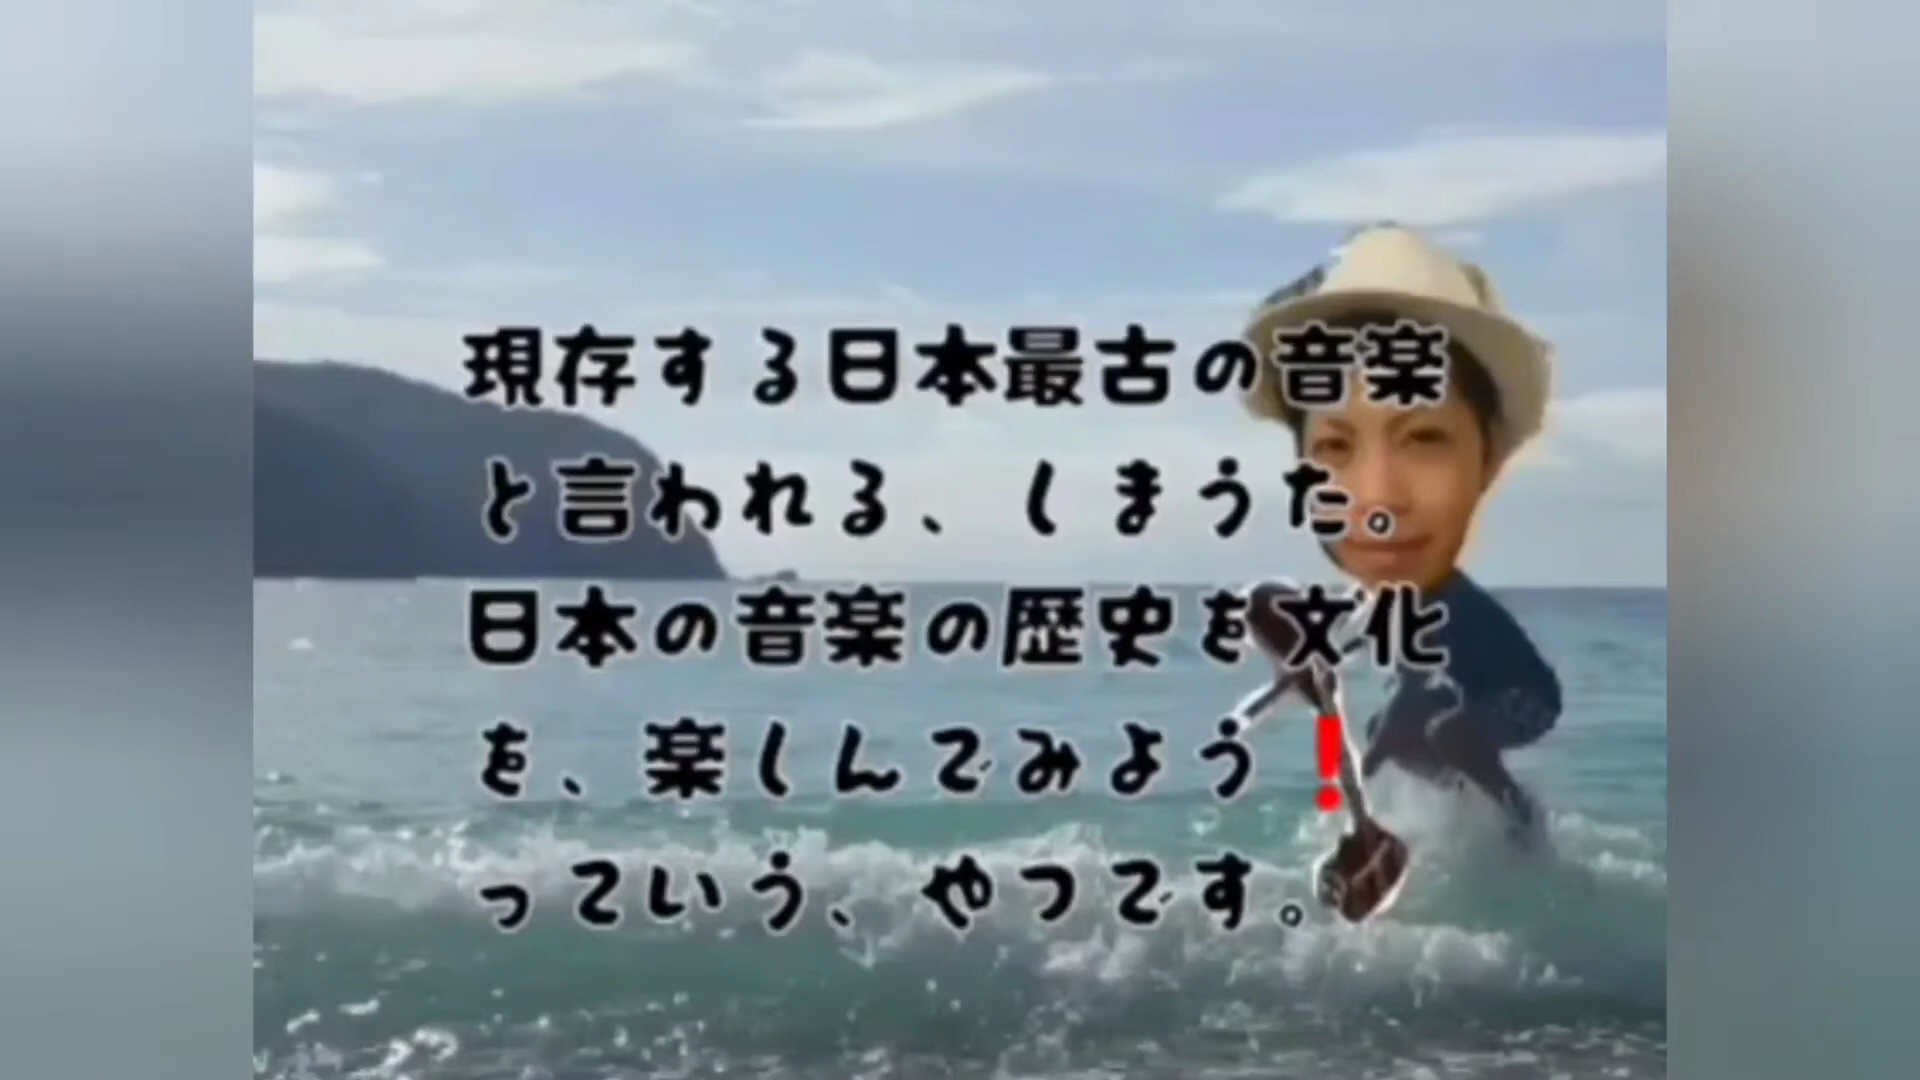 現存する日本最古の音楽
と言われる、しまうた。
日本の音楽の歴史を文化
を、楽しんでみよう！
っていう、やつです。